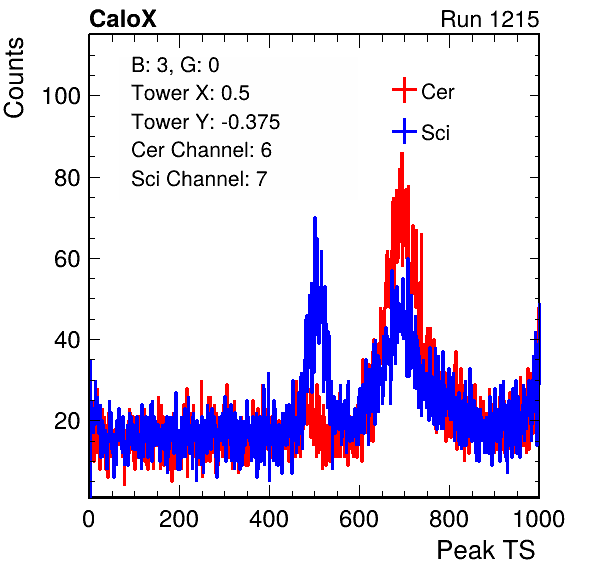 CaloX
Run 1215
Counts
B: 3, G: 0
Tower X: 0.5
Tower Y: -0.375
Cer Channel: 6
Sci Channel: 7
Cer
Sci
100
80
60
40
20
0 200 400 600 800 1000
Peak TS